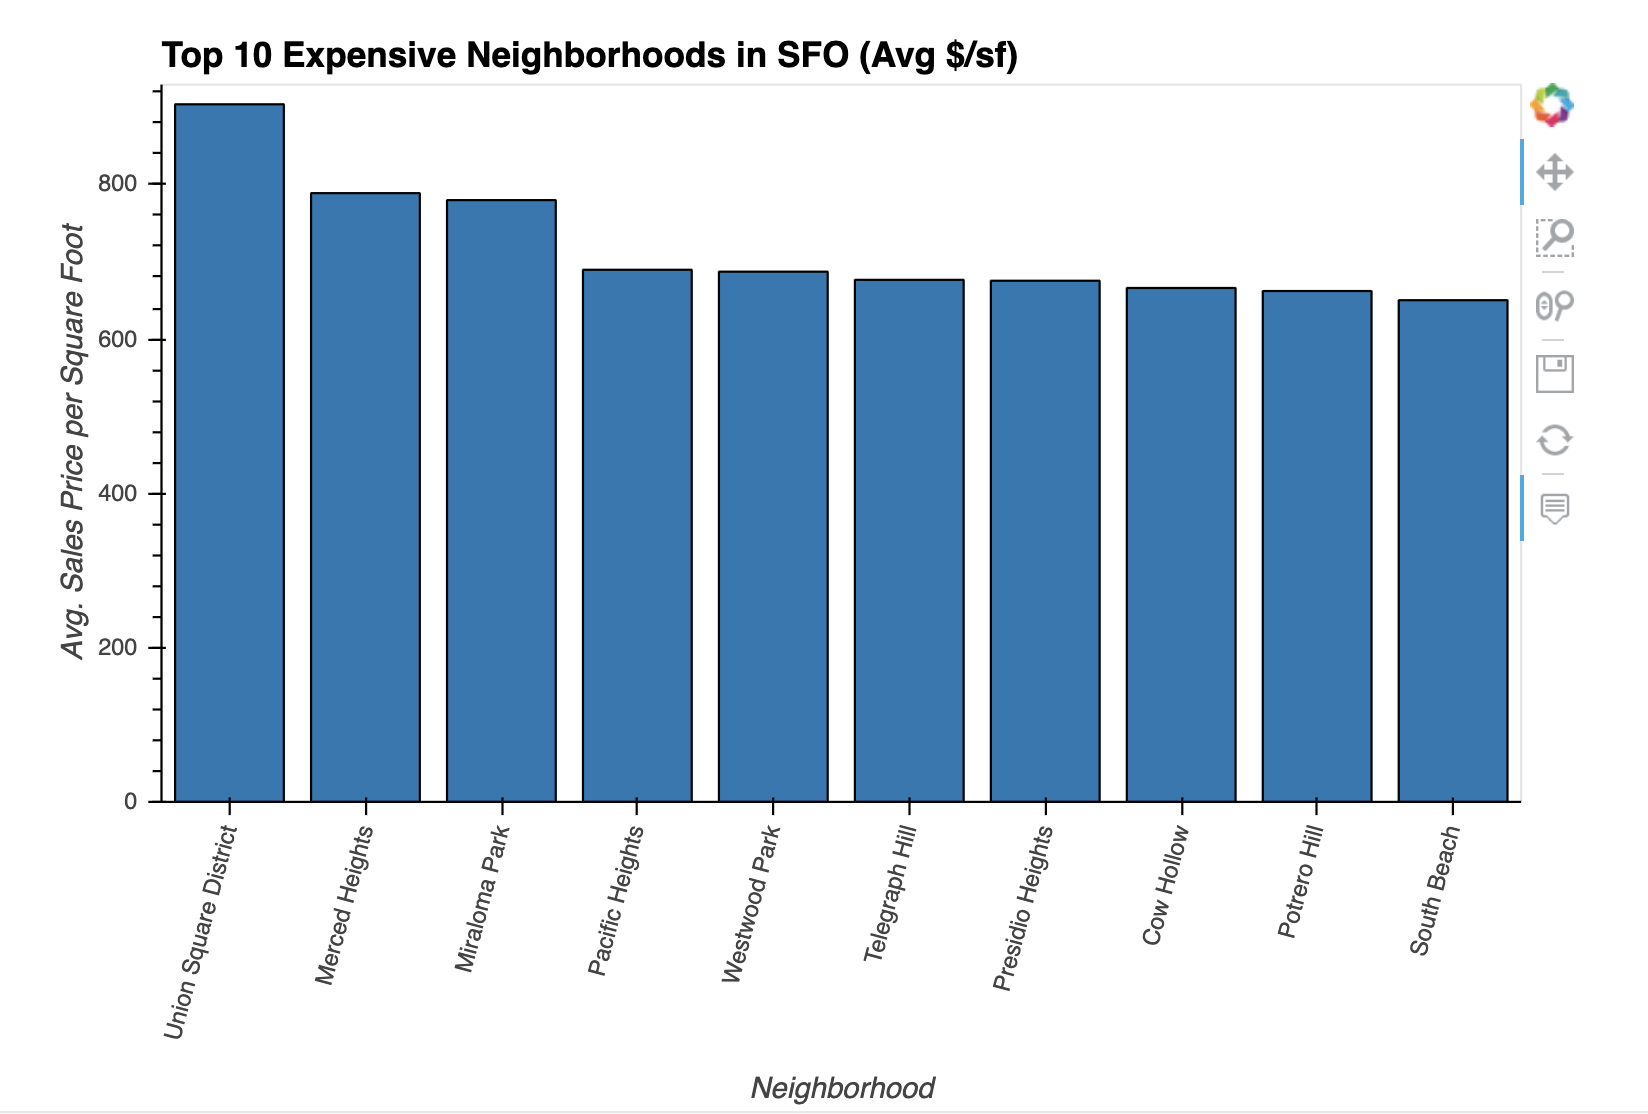 Top 10 Expensive Neighborhoods in SFO (Avg $/sf)
Avg. Sales Price per Square Foot
800
600
400
200
0
Union Square District
Merced Heights
Miraloma Park
Pacific Heights
Westwood Park
Telegraph Hill
Presidio Heights
Cow Hollow
Potrero Hill
South Beach
Neighborhood